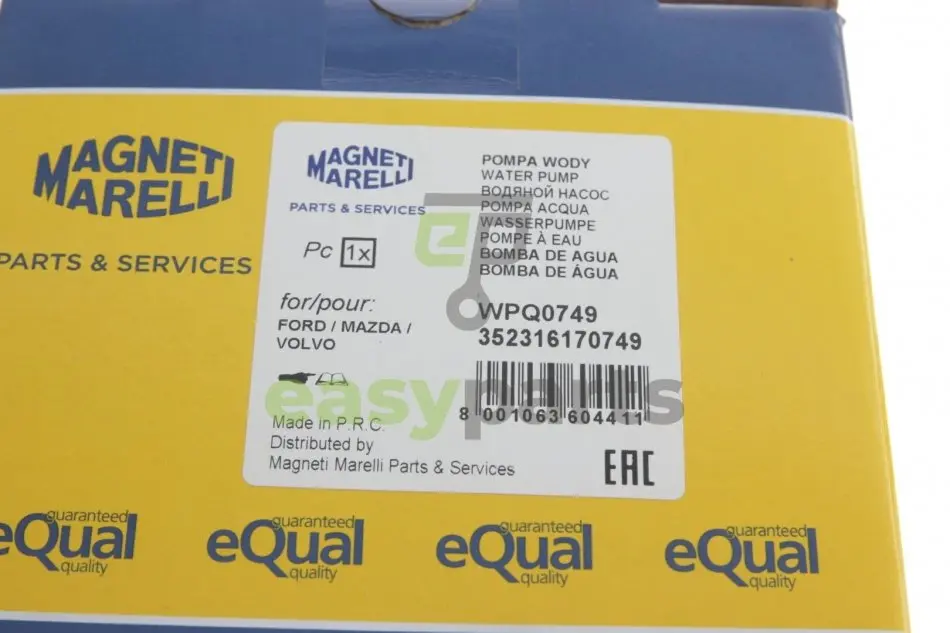 MAGNETI
MARELLI
PARTS & SERVICES
MAGNETI
MARELLI
PARTS & SERVICES
Pc 1x
for/pour:
FORD / MAZDA /
VOLVO
POMPA WODY
WATER PUMP
ВОДЯНОЙ НАСОС
POMPA ACQUA
WASSERPUMPE
POMPE À EAU
BOMBA DE AGUA
BOMBA DE ÁGUA
WPQ0749
352316170749
8 001063 604411
easyparts
Made in P.R.C.
Distributed by
Magneti Marelli Parts & Services
EAC
guaranteed
eQual
quality
guaranteed
eQual
quality
guaranteed
eQual
quality
guaranteed
eQual
quality